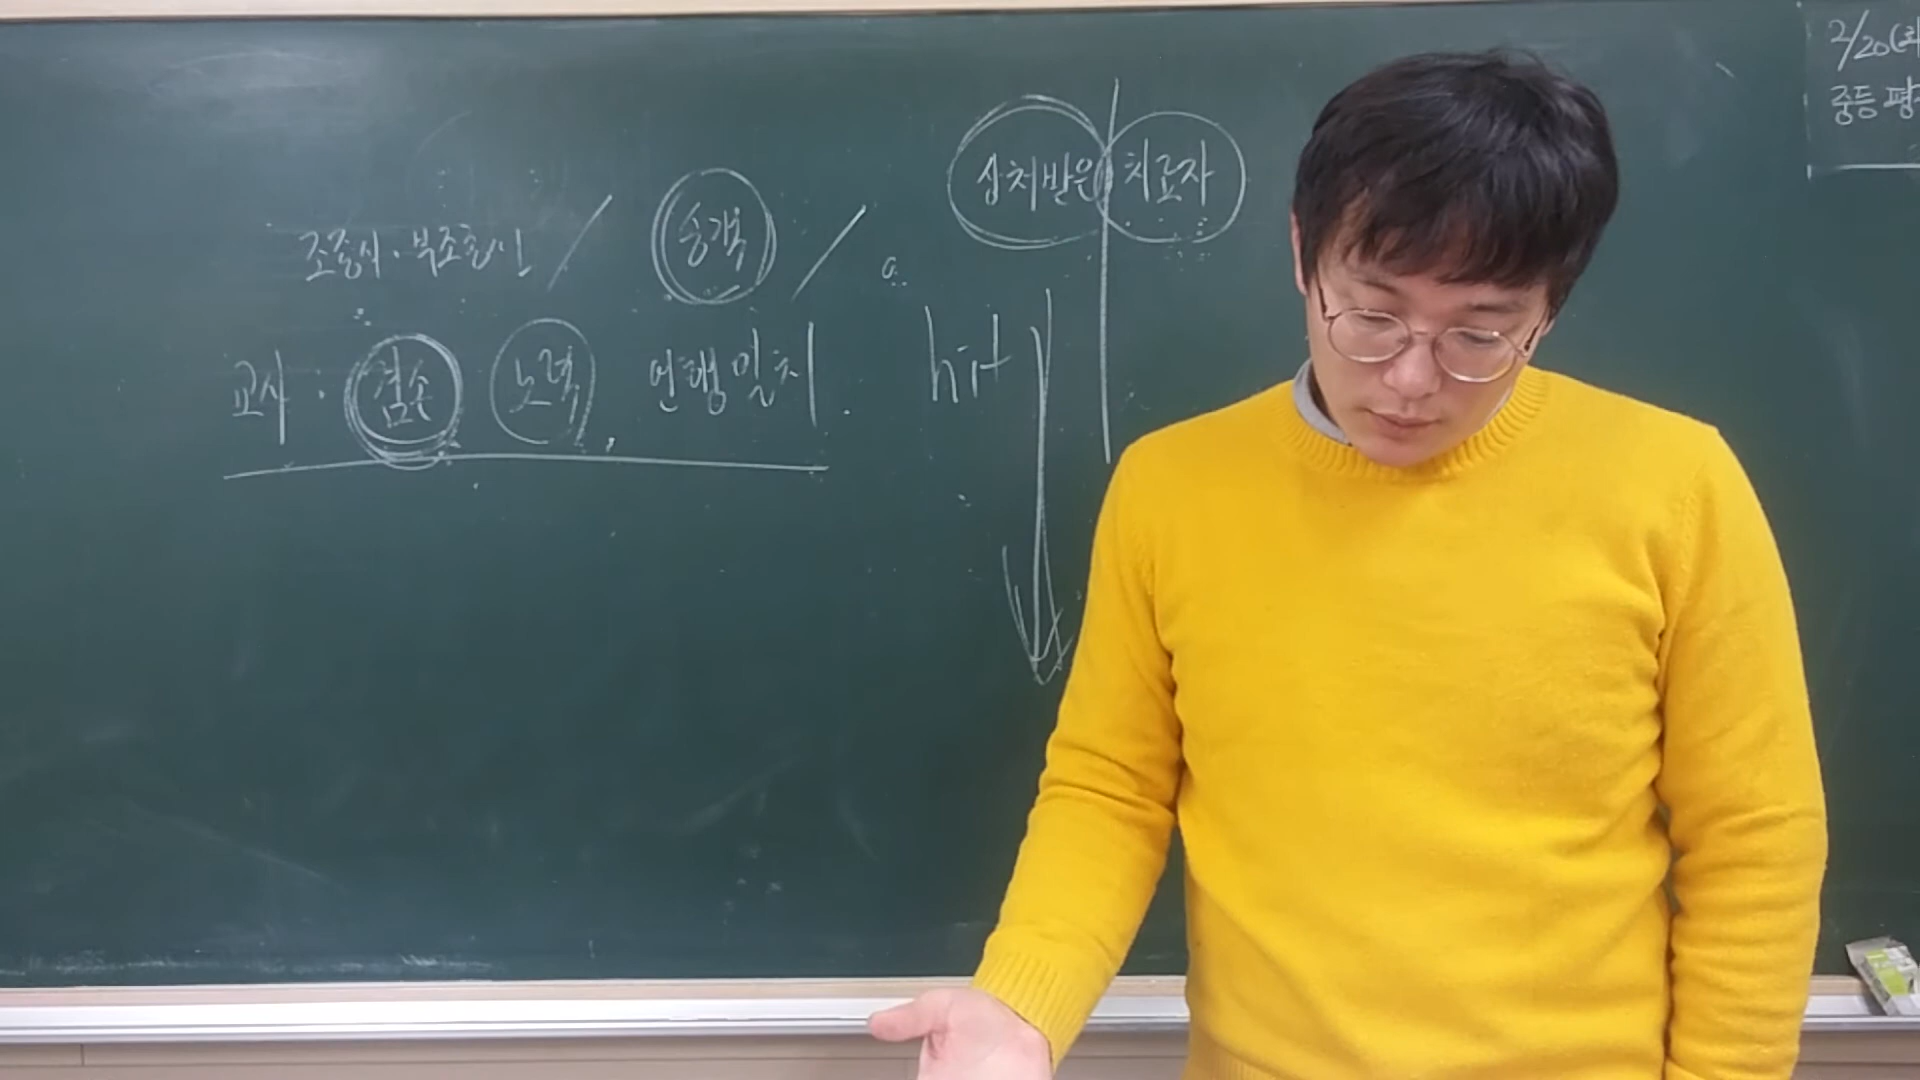 조종사·부조종사 / 승객 /
교사 : 겸손 노력 언행일치.
상처받은 치료자
hit
2/20(화
중등 평